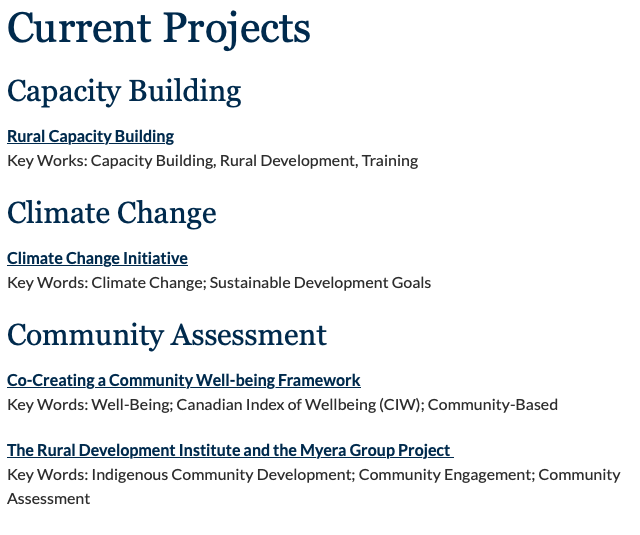 Current Projects
Capacity Building
Rural Capacity Building
Key Works: Capacity Building, Rural Development, Training
Climate Change
Climate Change Initiative
Key Words: Climate Change; Sustainable Development Goals
Community Assessment
Co-Creating a Community Well-being Framework
Key Words: Well-Being; Canadian Index of Wellbeing (CIW); Community-Based
The Rural Development Institute and the Myera Group Project
Key Words: Indigenous Community Development; Community Engagement; Community
Assessment